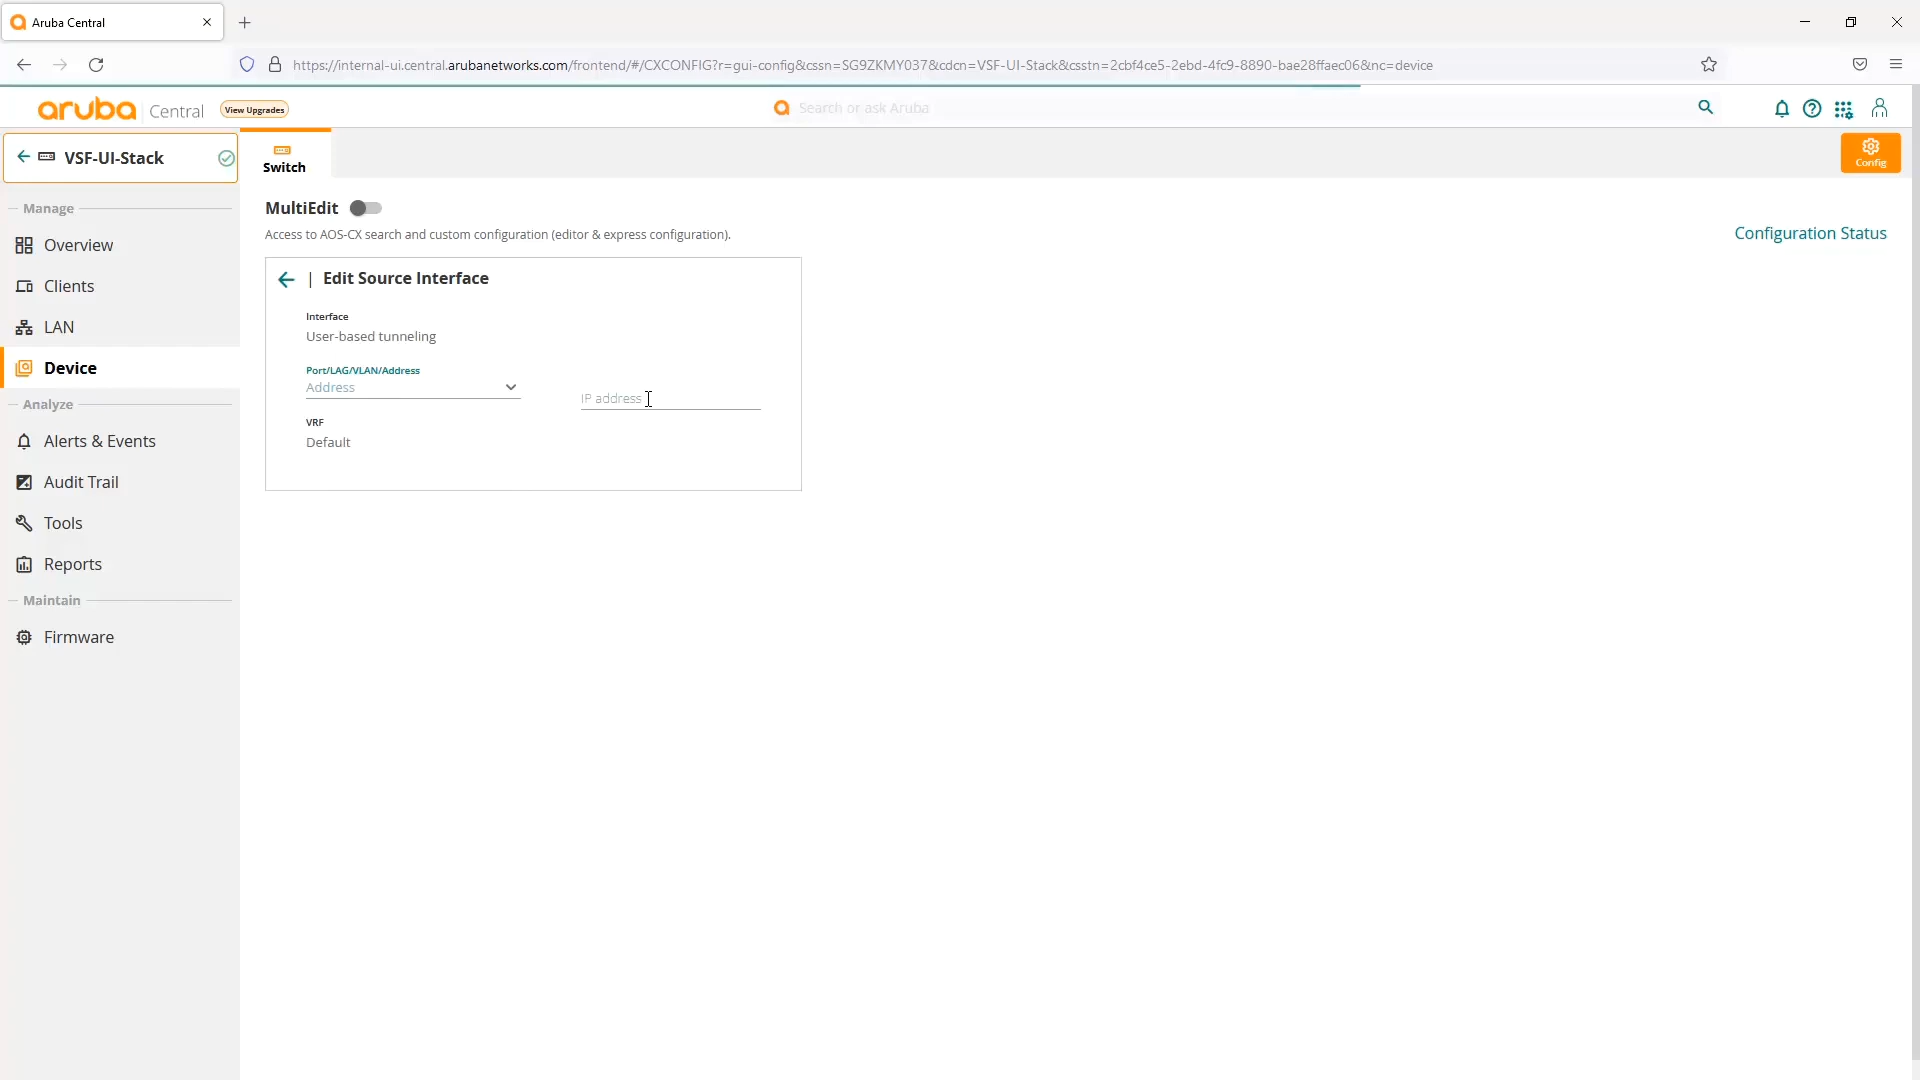 Aruba Central
https://internal-ui.central.arubanetworks.com/frontend/#/CXCONFIG?r=gui-config&cssn=SG9ZKMY037&cdcn=VSF-UI-Stack&csstn=2cbf4ce5-2ebd-4fc9-8890-bae28ffaec06&nc=device
aruba Central View Upgrades
Search or ask Aruba
VSF-UI-Stack
Switch
Config
Manage
Overview
Clients
LAN
Device
Analyze
Alerts & Events
Audit Trail
Tools
Reports
Maintain
Firmware
MultiEdit
Access to AOS-CX search and custom configuration (editor & express configuration).
Configuration Status
| Edit Source Interface
Interface
User-based tunneling
Port/LAG/VLAN/Address
Address
IP address
VRF
Default